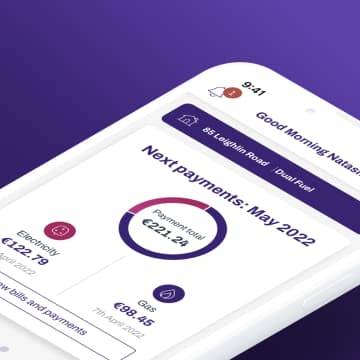 9:41
1
Good Morning Natash
85 Leighlin Road / Dual Fuel
Next payments: May 2022
Payment total
€221.24
Electricity
€122.79
April 2022
Gas
€98.45
7th April 2022
bills and payments